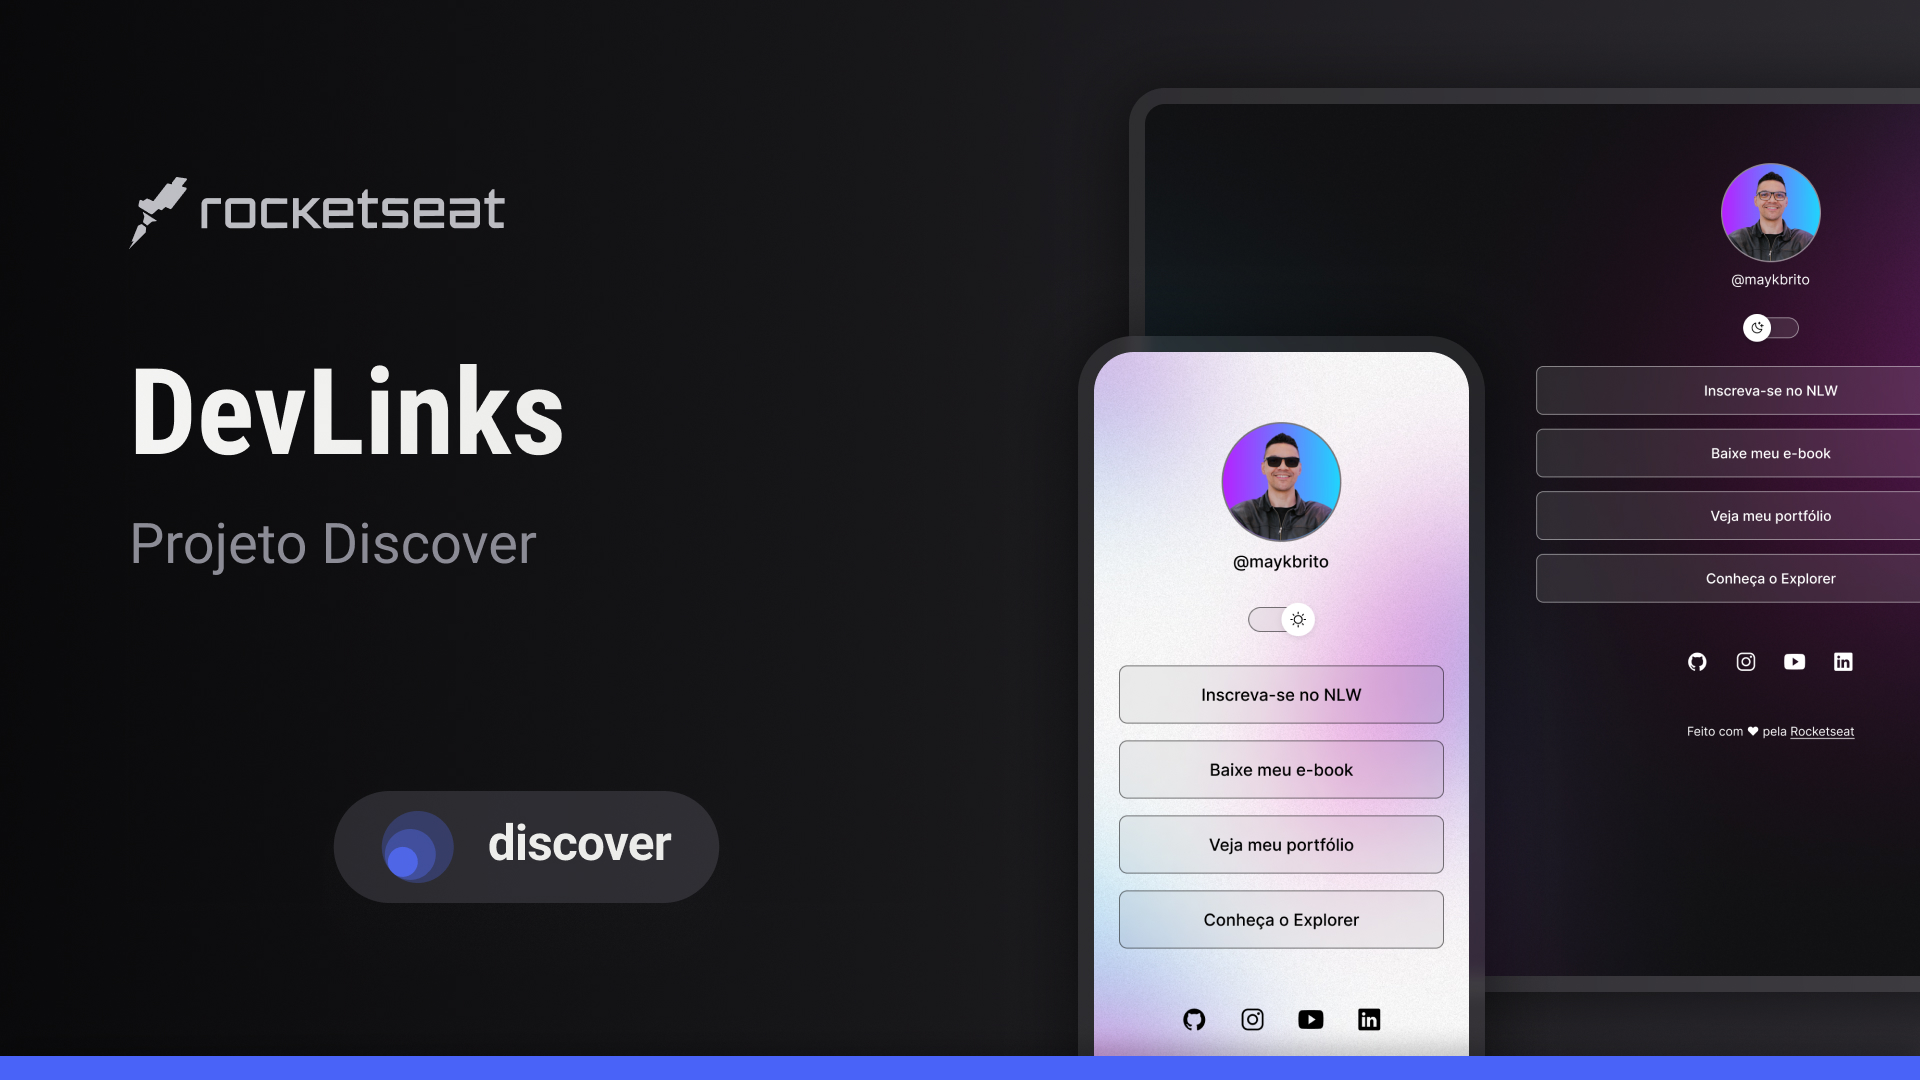 rocketseat
DevLinks
Projeto Discover
discover
@maykbrito
Inscreva-se no NLW
Baixe meu e-book
Veja meu portfólio
Conheça o Explorer
@maykbrito
Inscreva-se no NLW
Baixe meu e-book
Veja meu portfólio
Conheça o Explorer
Feito com ♥ pela Rocketseat